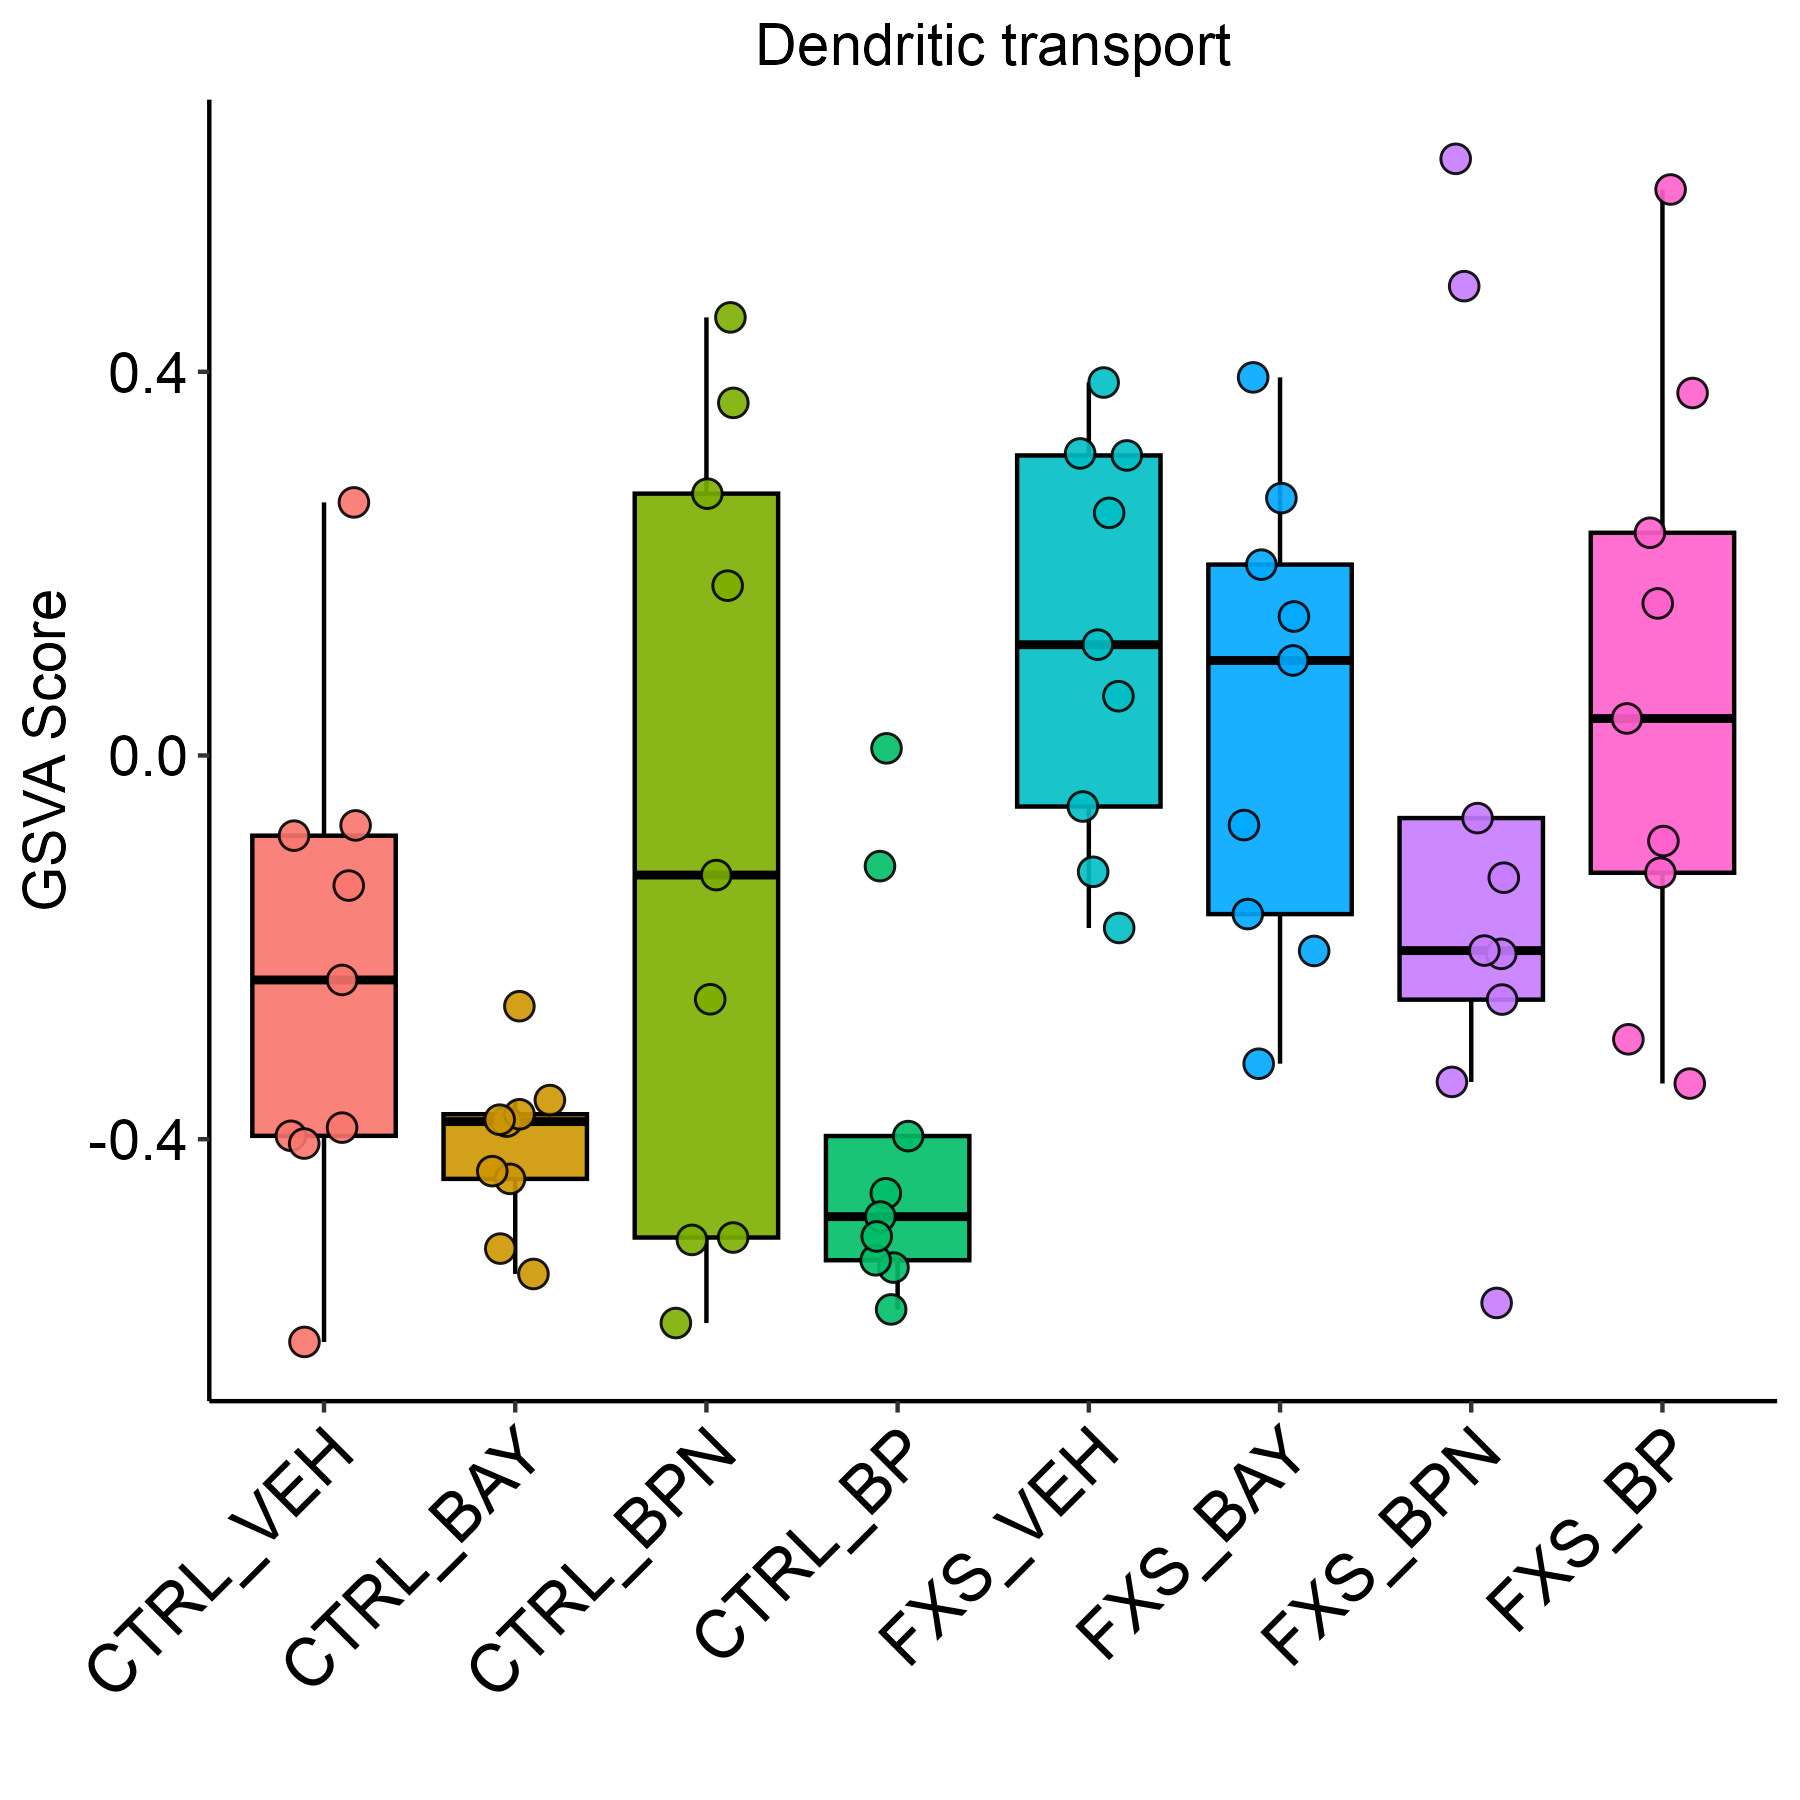 Dendritic transport
GSVA Score
0.4
0.0
-0.4
CTRL_VEH
CTRL_BAY
CTRL_BPN
CTRL_BP
FXS_VEH
FXS_BAY
FXS_BPN
FXS_BP